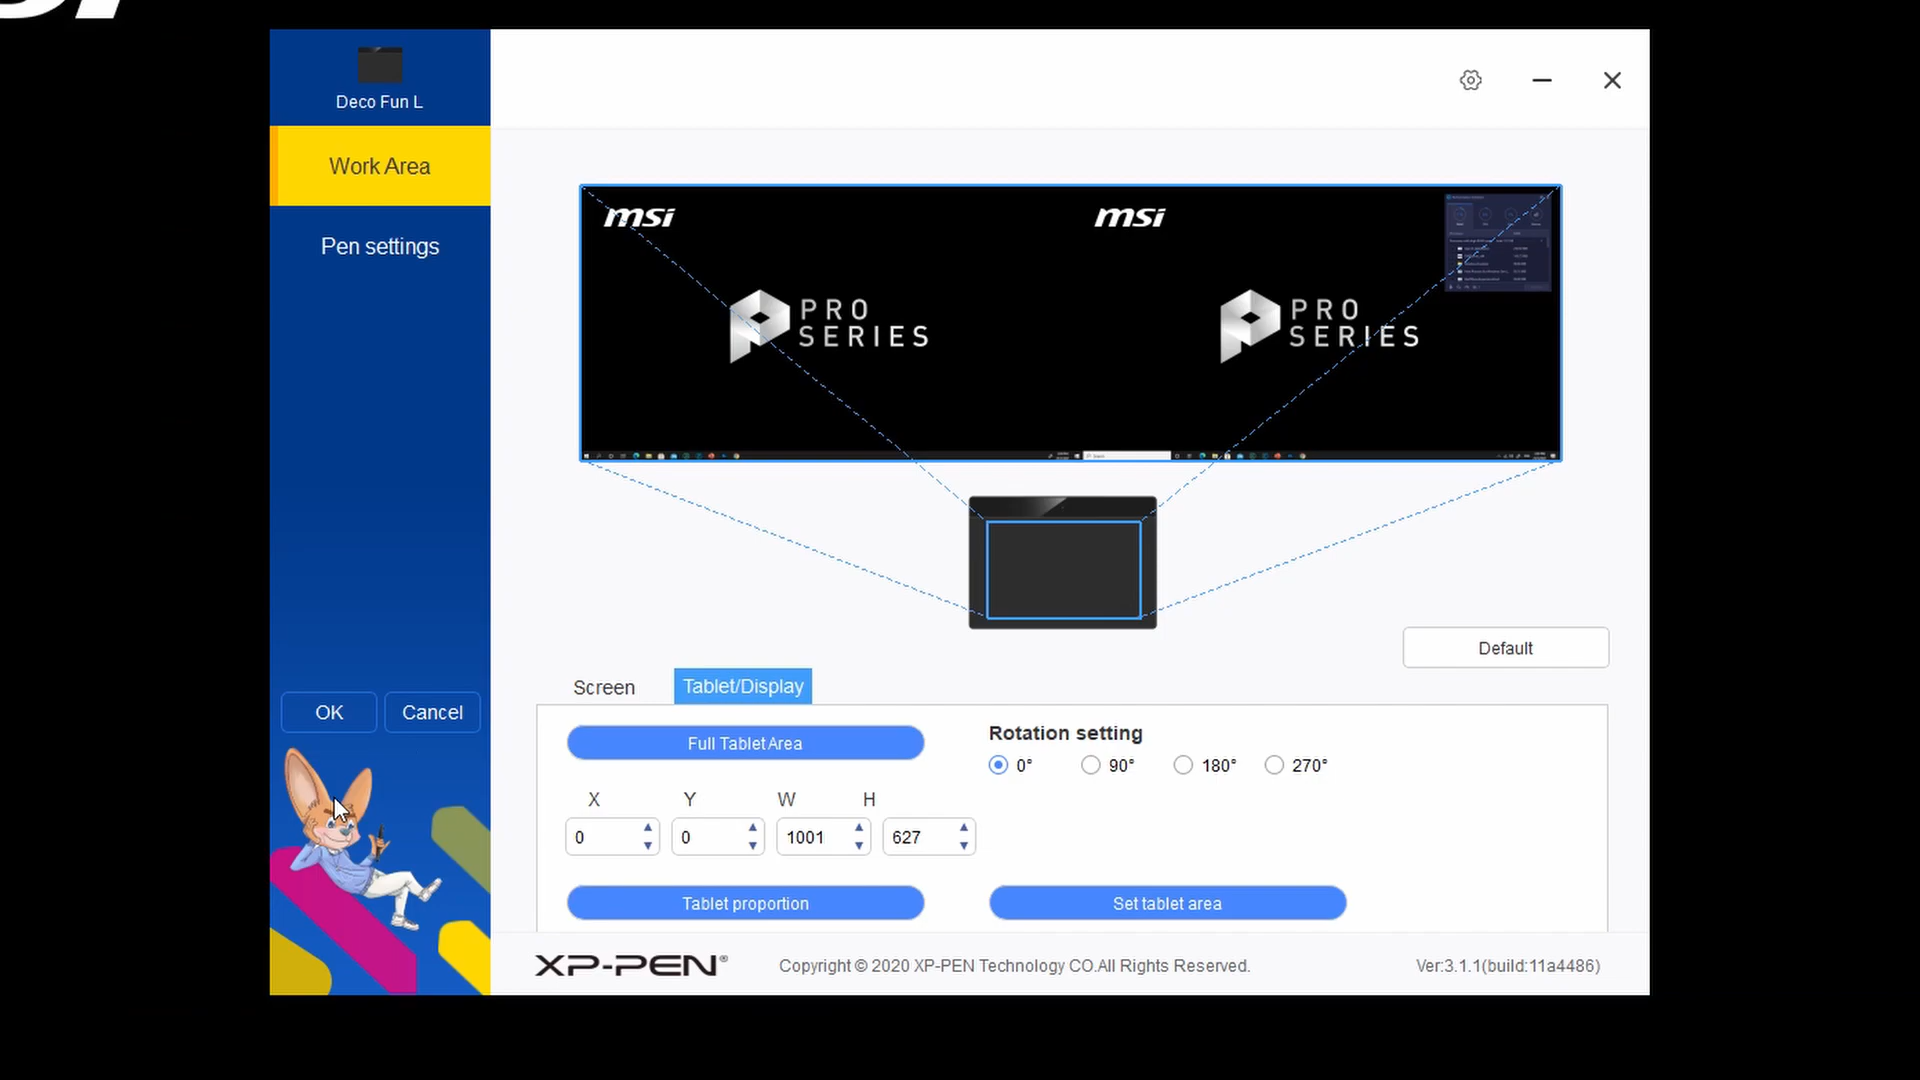 msi
Deco Fun L
Work Area
Pen settings
msi
msi
PRO
SERIES
PRO
SERIES
Default
Screen
Tablet/Display
OK
Cancel
Full Tablet Area
Rotation setting
0°
90°
180°
270°
X
Y
W
H
0
0
1001
627
Tablet proportion
Set tablet area
XP-PEN®
Copyright © 2020 XP-PEN Technology CO.All Rights Reserved.
Ver:3.1.1(build:11a4486)